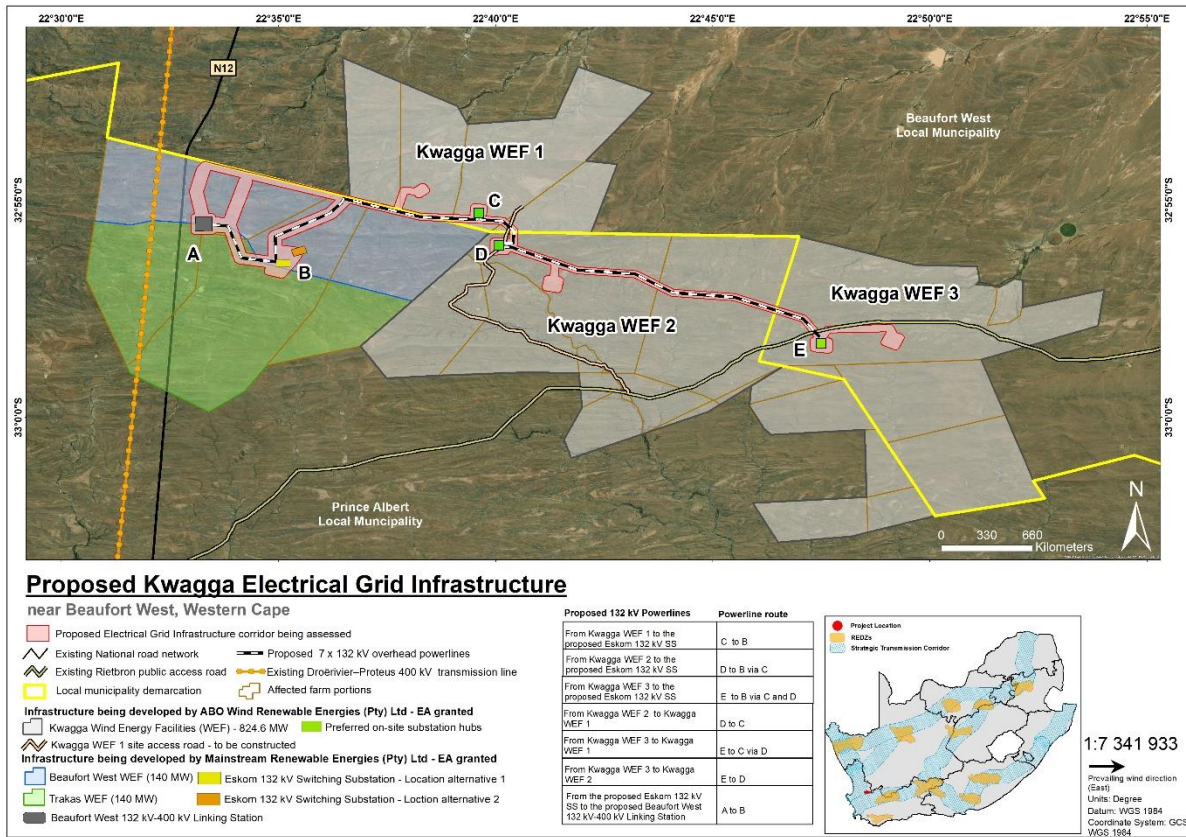 22°30'0"E
22°35'0"E
22°40'0"E
22°45'0"E
22°50'0"E
22°55'0"E
N12
Beaufort West
Local Muncipality
Kwagga WEF 1
32°55'0"S
32°55'0"S
C
A
D
B
Kwagga WEF 3
Kwagga WEF 2
E
33°0'0"S
33°0'0"S
Prince Albert
Local Muncipality
N
0 330 660
Kilometers
Proposed Kwagga Electrical Grid Infrastructure
near Beaufort West, Western Cape
Proposed Electrical Grid Infrastructure corridor being assessed
Existing National road network
Proposed 7 x 132 kV overhead powerlines
Existing Rietbron public access road
Existing Droërivier–Proteus 400 kV transmission line
Local municipality demarcation
Affected farm portions
Infrastructure being developed by ABO Wind Renewable Energies (Pty) Ltd - EA granted
Kwagga Wind Energy Facilities (WEF) - 824.6 MW
Preferred on-site substation hubs
Kwagga WEF 1 site access road - to be constructed
Infrastructure being developed by Mainstream Renewable Energies (Pty) Ltd - EA granted
Beaufort West WEF (140 MW)
Eskom 132 kV Switching Substation - Location alternative 1
Trakas WEF (140 MW)
Eskom 132 kV Switching Substation - Loction alternative 2
Beaufort West 132 kV-400 kV Linking Station
Proposed 132 kV Powerlines
Powerline route
From Kwagga WEF 1 to the
proposed Eskom 132 kV SS
C to B
From Kwagga WEF 2 to the
proposed Eskom 132 kV SS
D to B via C
From Kwagga WEF 3 to the
proposed Eskom 132 kV SS
E to B via C and D
From Kwagga WEF 2 to Kwagga
WEF 1
D to C
From Kwagga WEF 3 to Kwagga
WEF 1
E to C via D
From Kwagga WEF 3 to Kwagga
WEF 2
E to D
From the proposed Eskom 132 kV
SS to the proposed Beaufort West
132 kV-400 kV Linking Station
A to B
Project Location
REDZs
Strategic Transmission Corridor
1:7 341 933
Prevailing wind direction
(East)
Units: Degree
Datum: WGS 1984
Coordinate System: GCS
WGS 1984